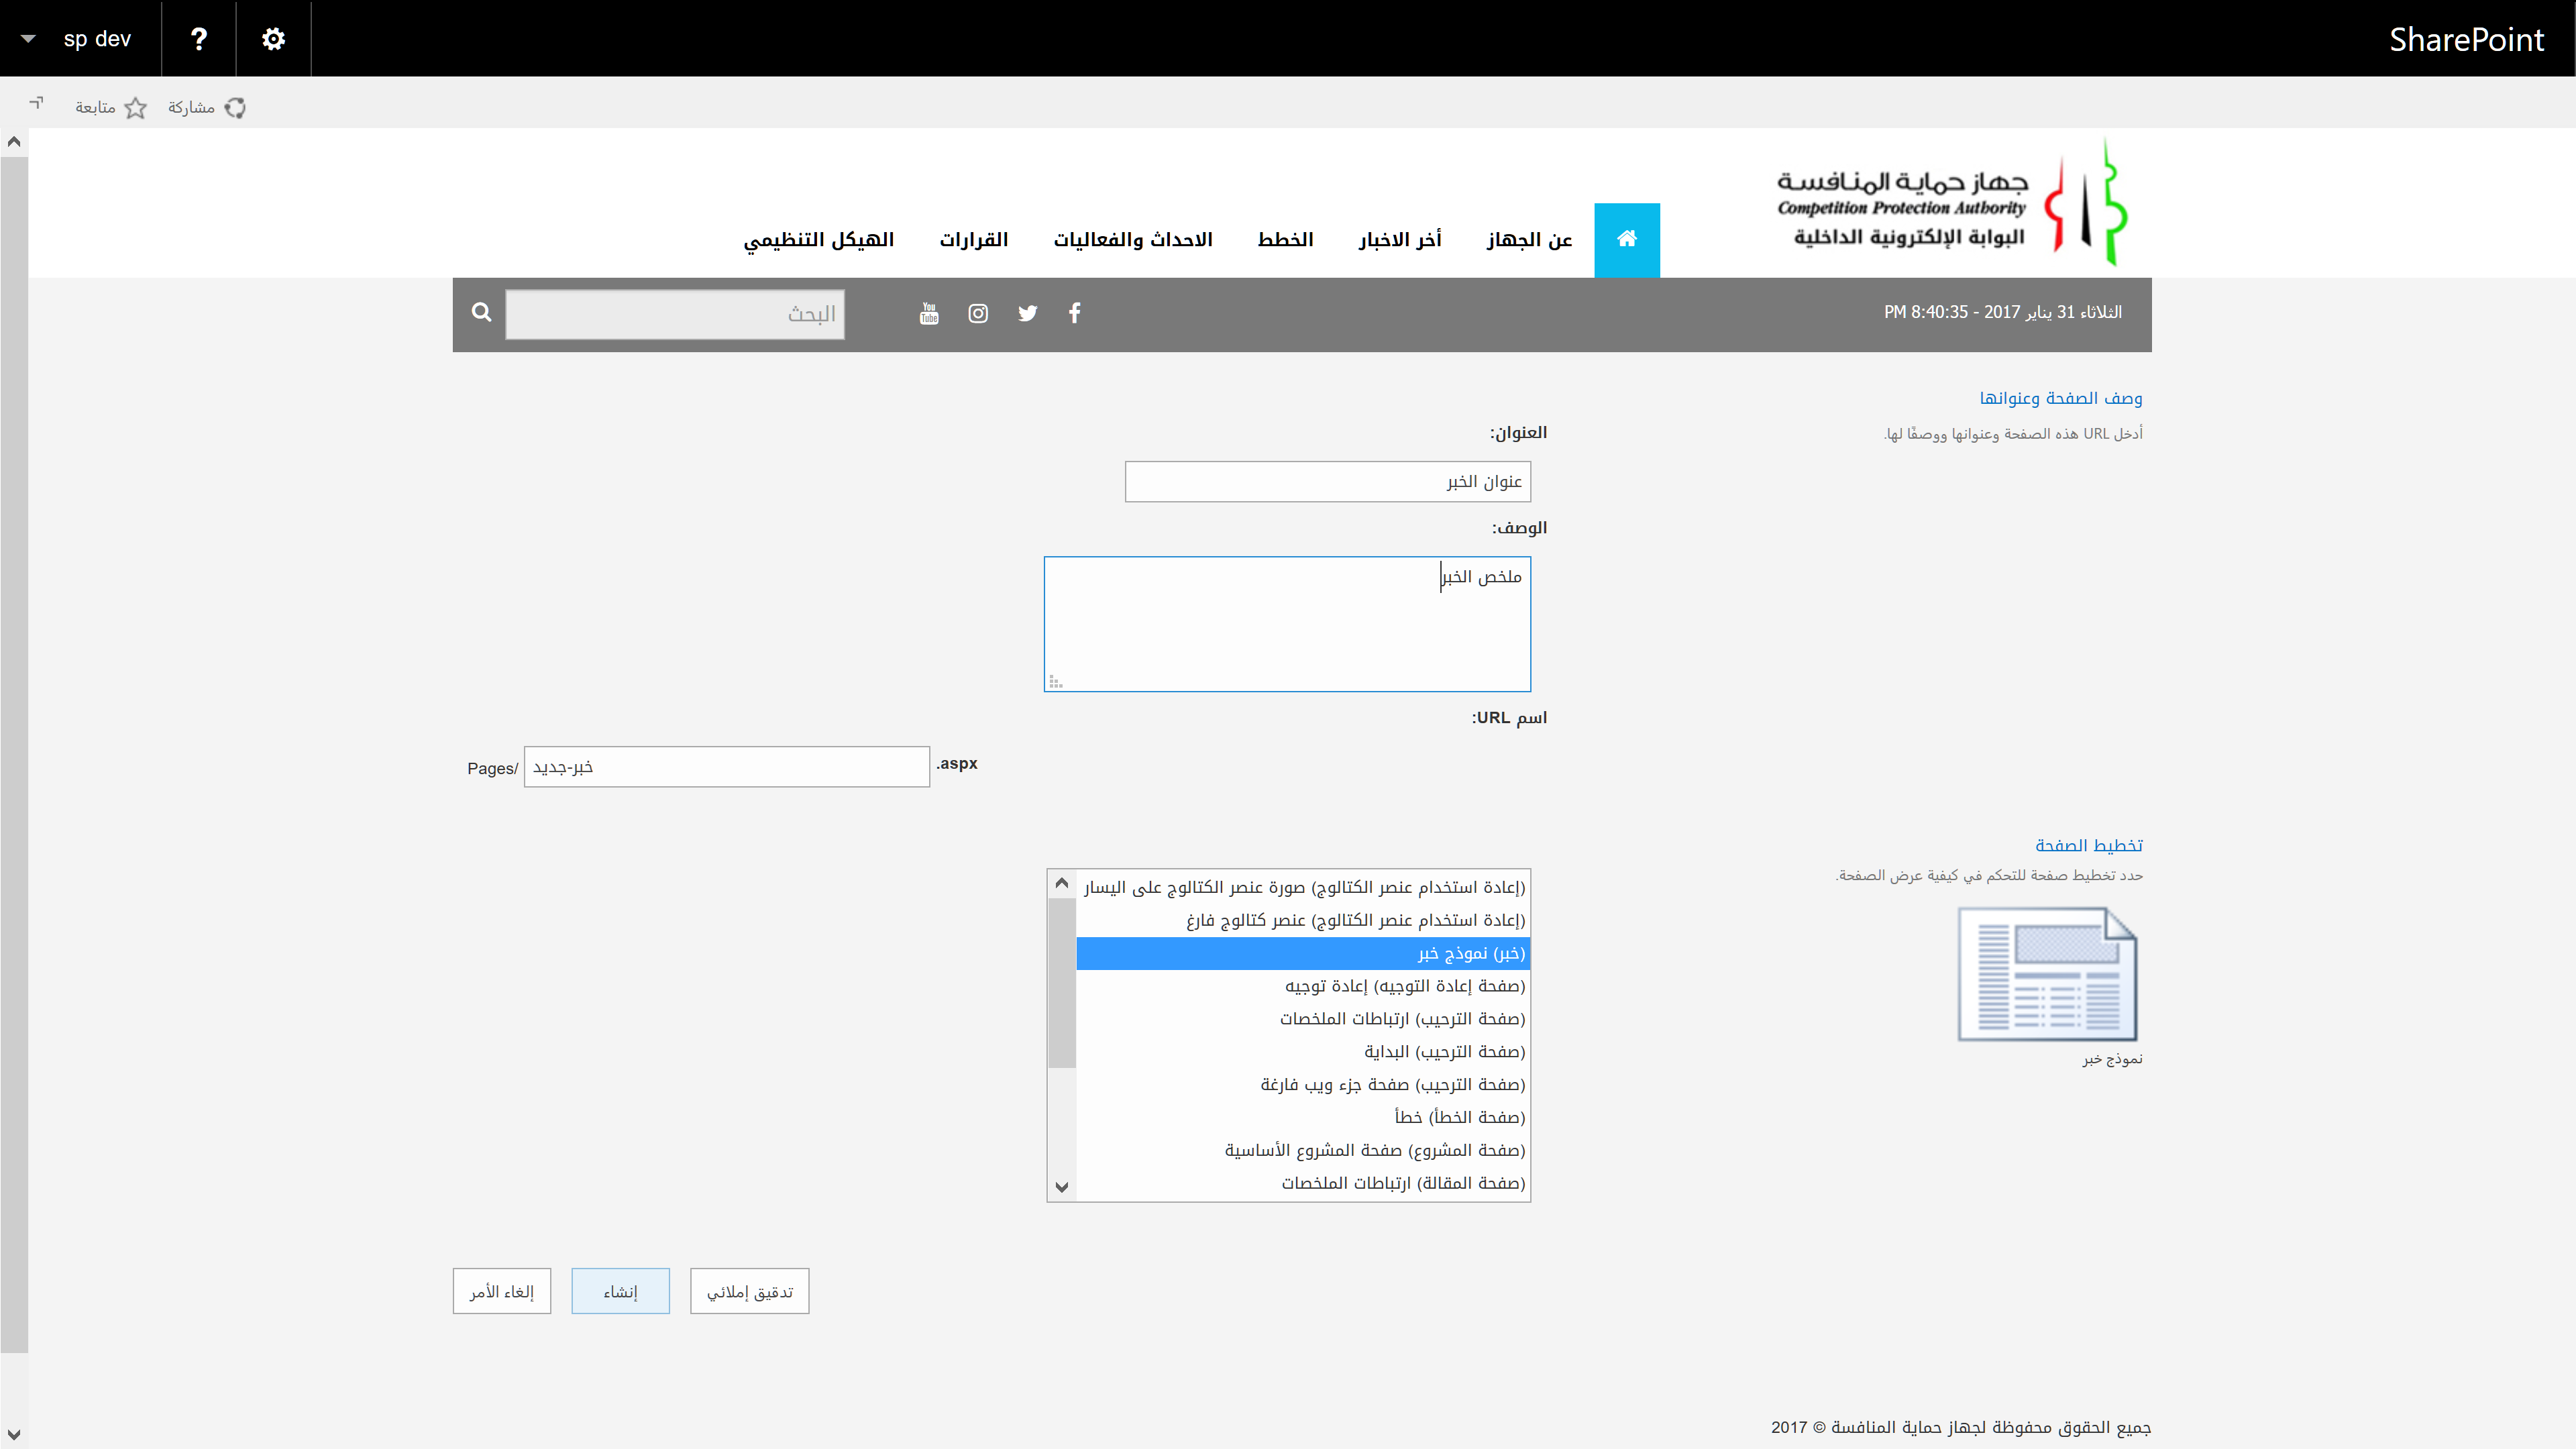 SharePoint
sp dev
?
مشاركة
متابعة
جهاز حماية المنافسة
Competition Protection Authority
البوابة الإلكترونية الداخلية
عن الجهاز
أخر الاخبار
الخطط
الاحداث والفعاليات
القرارات
الهيكل التنظيمي
الثلاثاء 31 يناير 2017 - 8:40:35 PM
You Tube
البحث
وصف الصفحة وعنوانها
أدخل URL هذه الصفحة وعنوانها ووصفًا لها.
العنوان:
عنوان الخبر
الوصف:
ملخص الخبر
اسم URL:
Pages/ خبر-جديد .aspx
تخطيط الصفحة
حدد تخطيط صفحة للتحكم في كيفية عرض الصفحة.
نموذج خبر
(إعادة استخدام عنصر الكتالوج) صورة عنصر الكتالوج على اليسار
(إعادة استخدام عنصر الكتالوج) عنصر كتالوج فارغ
(خبر) نموذج خبر
(صفحة إعادة التوجيه) إعادة توجيه
(صفحة الترحيب) ارتباطات الملخصات
(صفحة الترحيب) البداية
(صفحة الترحيب) صفحة جزء ويب فارغة
(صفحة الخطأ) خطأ
(صفحة المشروع) صفحة المشروع الأساسية
(صفحة المقالة) ارتباطات الملخصات
تدقيق إملائي
إنشاء
إلغاء الأمر
جميع الحقوق محفوظة لجهاز حماية المنافسة © 2017